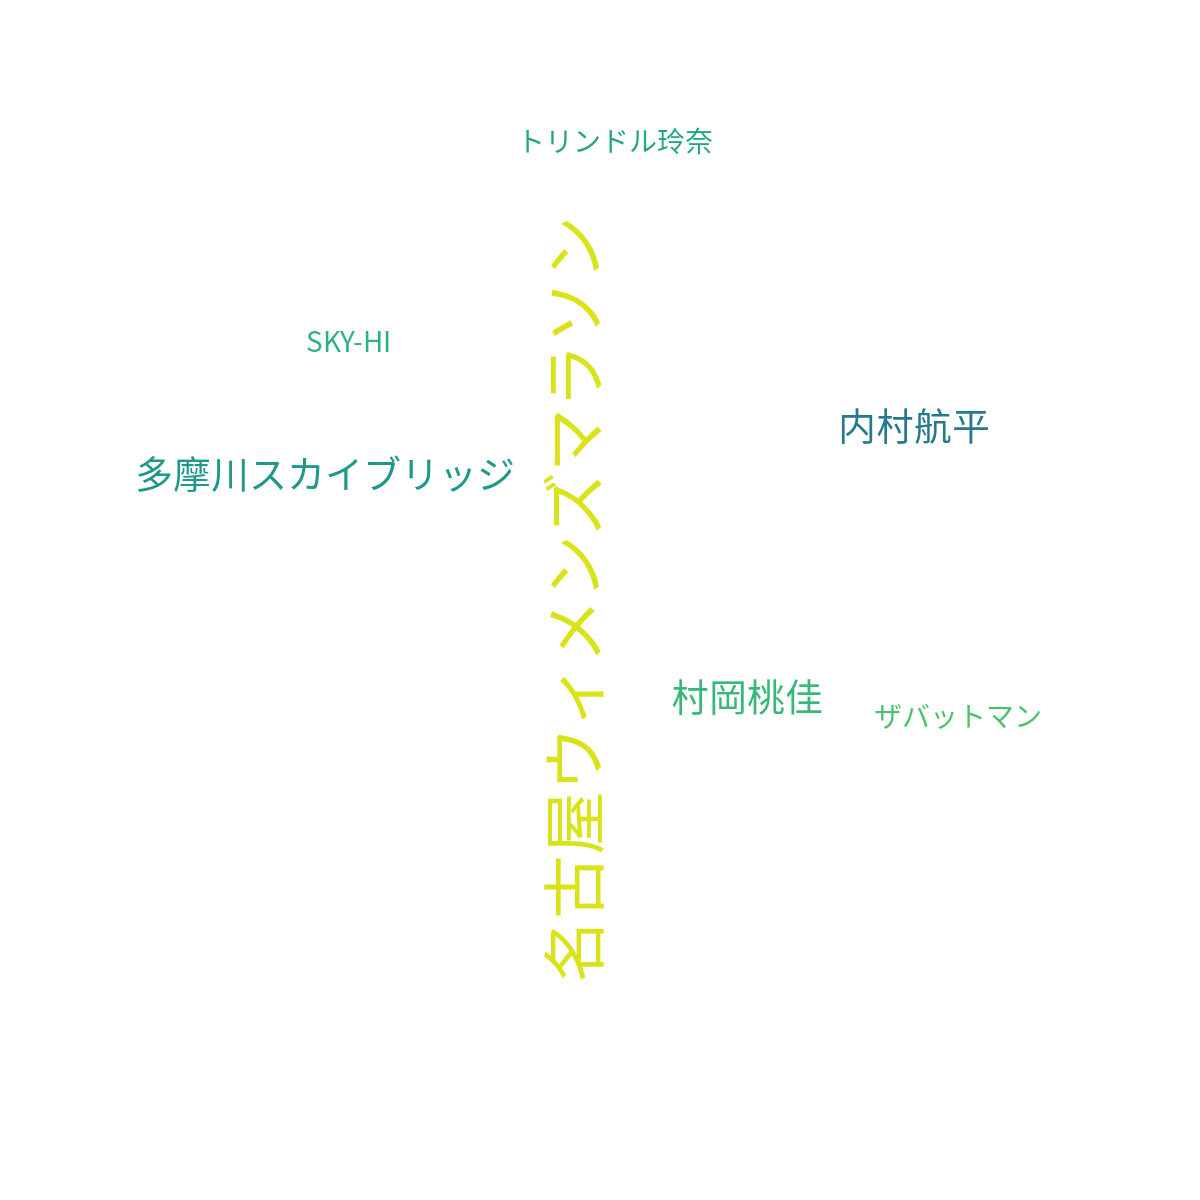 トリンドル玲奈
名古屋ウィメンズマラソン
SKY-HI
内村航平
多摩川スカイブリッジ
村岡桃佳
ザバットマン